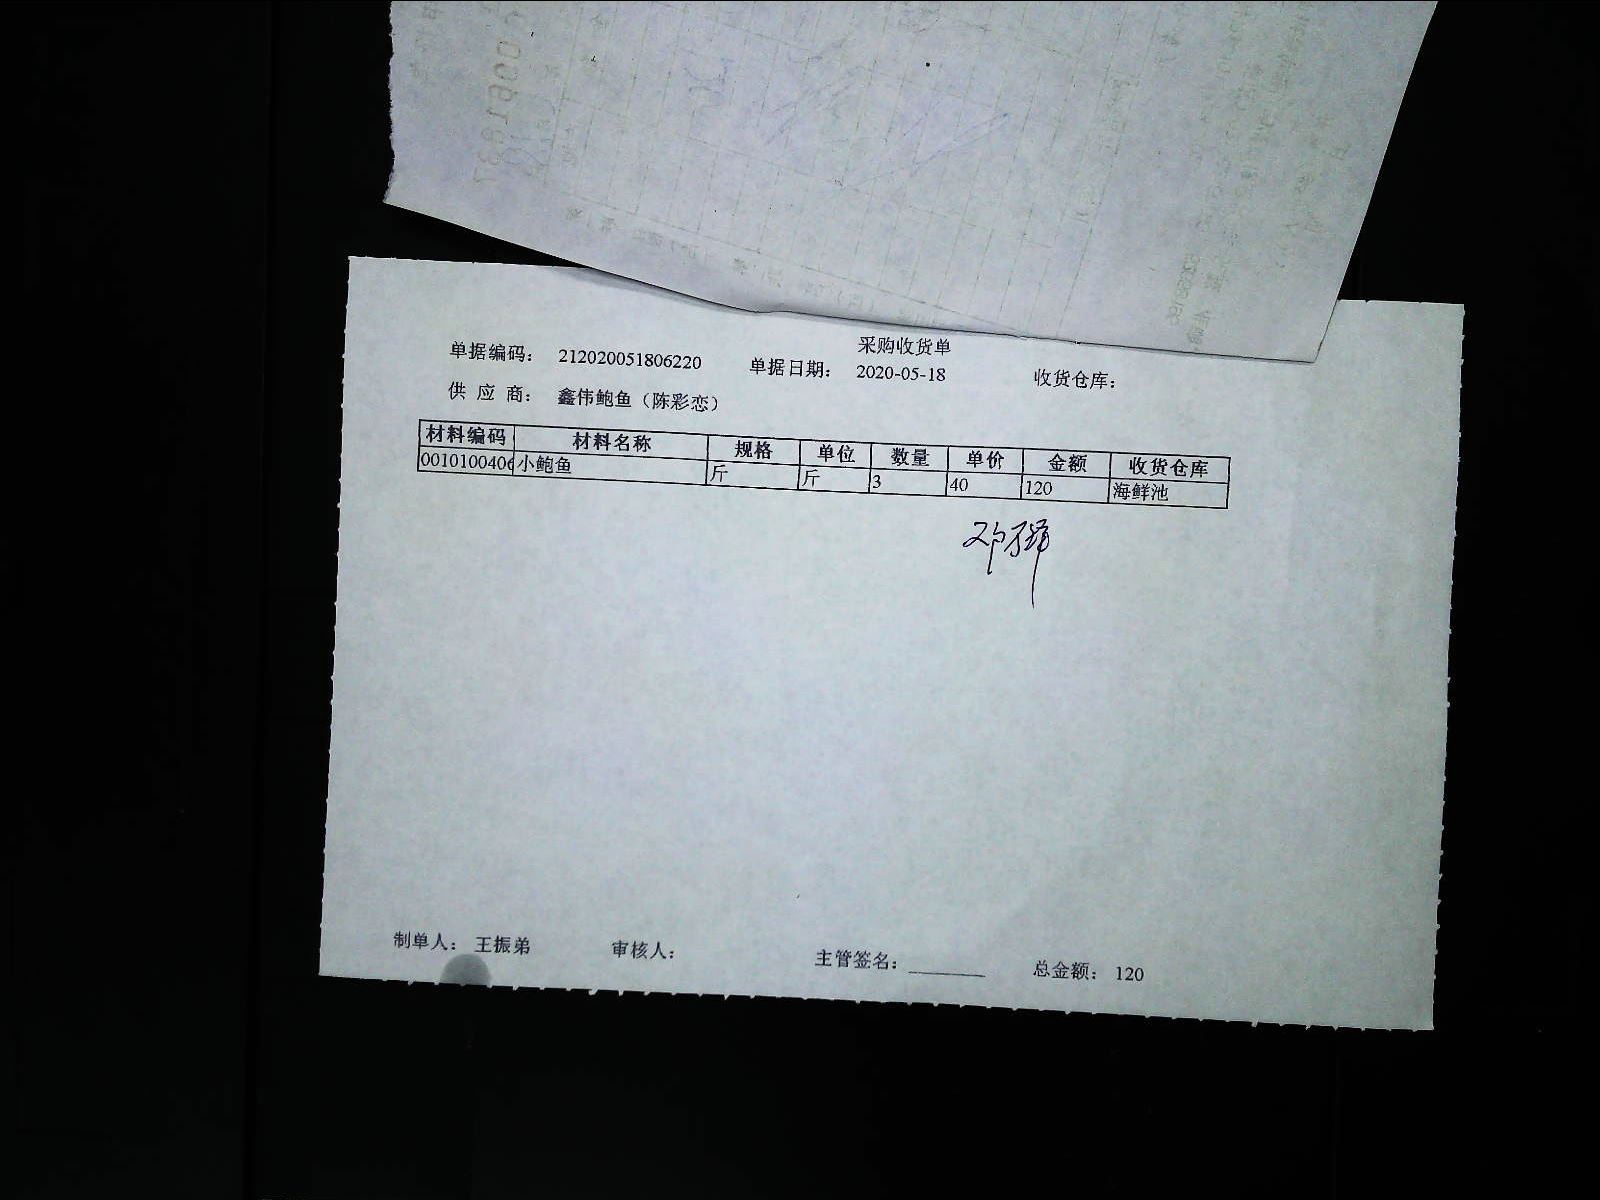 采购收货单
单据编码： 212020051806220 单据日期： 2020-05-18 收货仓库：
供 应 商： 鑫伟鲍鱼（陈彩恋）
材料编码 材料名称 规格 单位 数量 单价 金额 收货仓库
0010100406 小鲍鱼 斤 斤 3 40 120 海鲜池
制单人： 王振弟 审核人： 主管签名： 总金额： 120